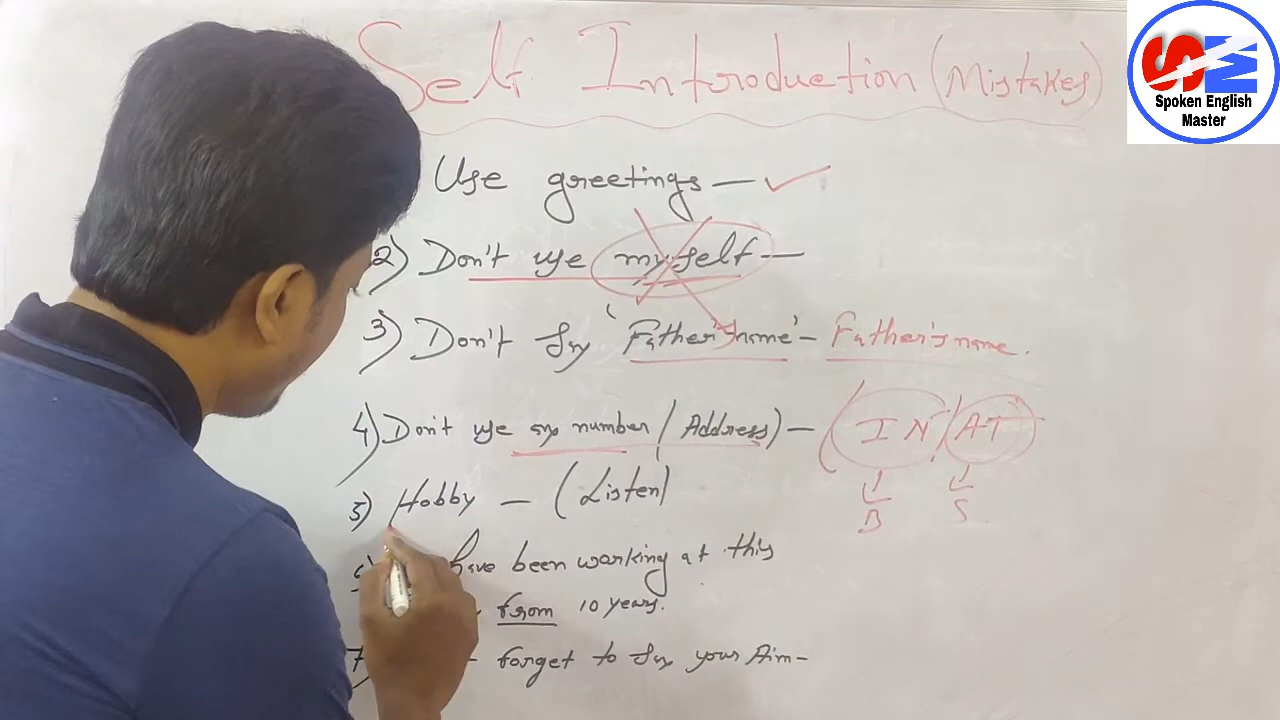 Self Introduction (Mistakes)
Use greetings — ✓
2) Don't use myself —
3) Don't Say 'Father's name' - Father's name.
4) Don't use in number / Address) — (IN) (AT)
B S
5) Hobby — (Listen)
have been working at this
from 10 years.
7 forget to Say your Aim-
Spoken English
Master